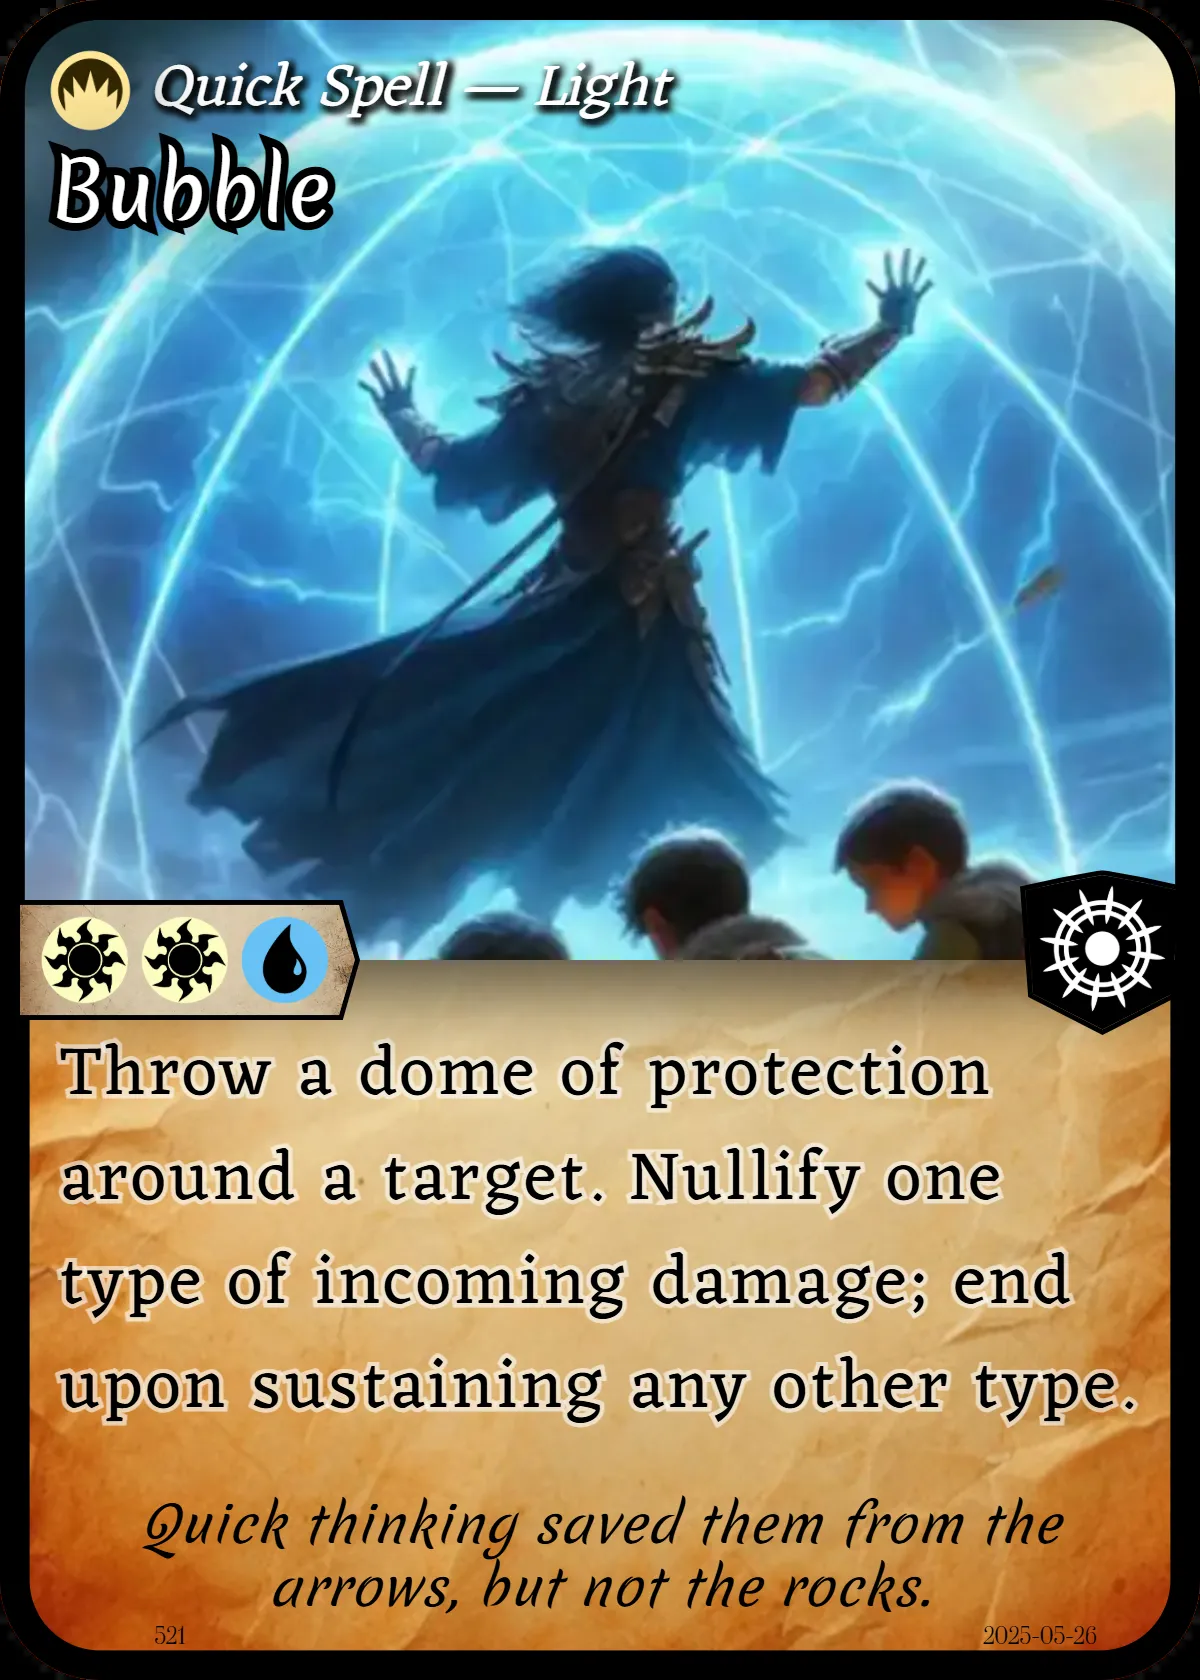 Quick Spell — Light
Bubble
Throw a dome of protection
around a target. Nullify one
type of incoming damage; end
upon sustaining any other type.
Quick thinking saved them from the
arrows, but not the rocks.
521
2025-05-26